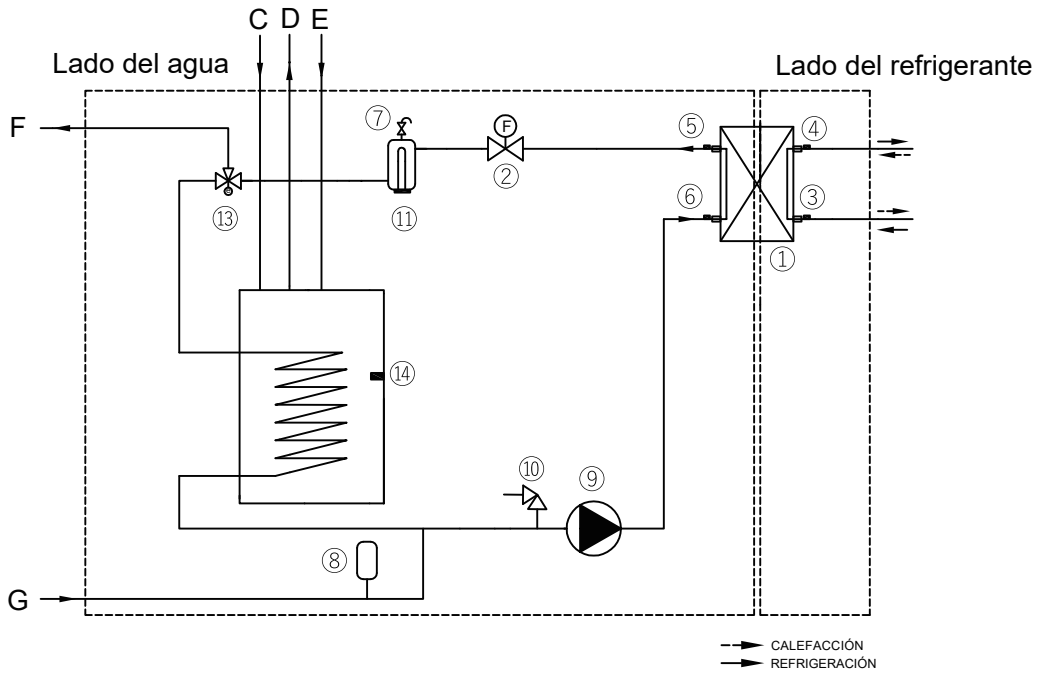 C D E
Lado del agua
Lado del refrigerante
F
⑦
F
⑤
④
②
⑥
③
⑬
⑪
①
⑭
⑩
⑨
⑧
G
CALEFACCIÓN
REFRIGERACIÓN